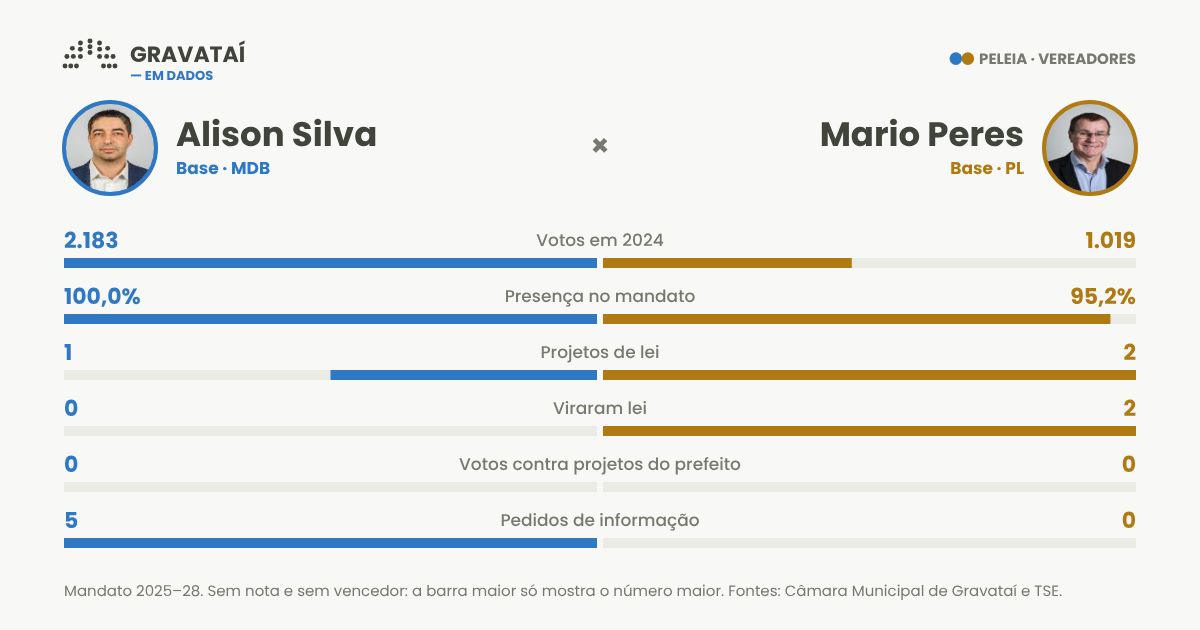 GRAVATAÍ
— EM DADOS
PELEIA · VEREADORES
Alison Silva
Base · MDB
×
Mario Peres
Base · PL
2.183 Votos em 2024 1.019
100,0% Presença no mandato 95,2%
1 Projetos de lei 2
0 Viraram lei 2
0 Votos contra projetos do prefeito 0
5 Pedidos de informação 0
Mandato 2025–28. Sem nota e sem vencedor: a barra maior só mostra o número maior. Fontes: Câmara Municipal de Gravataí e TSE.